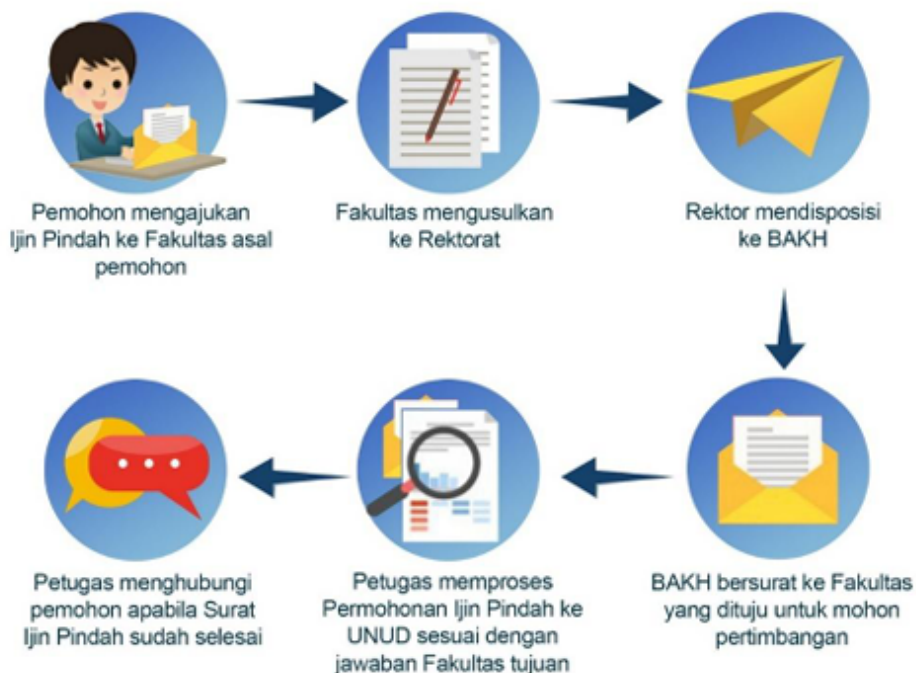 Pemohon mengajukan
Ijin Pindah ke Fakultas asal
pemohon
Fakultas mengusulkan
ke Rektorat
Rektor mendisposisi
ke BAKH
BAKH bersurat ke Fakultas
yang dituju untuk mohon
pertimbangan
Petugas memproses
Permohonan Ijin Pindah ke
UNUD sesuai dengan
jawaban Fakultas tujuan
Petugas menghubungi
pemohon apabila Surat
Ijin Pindah sudah selesai